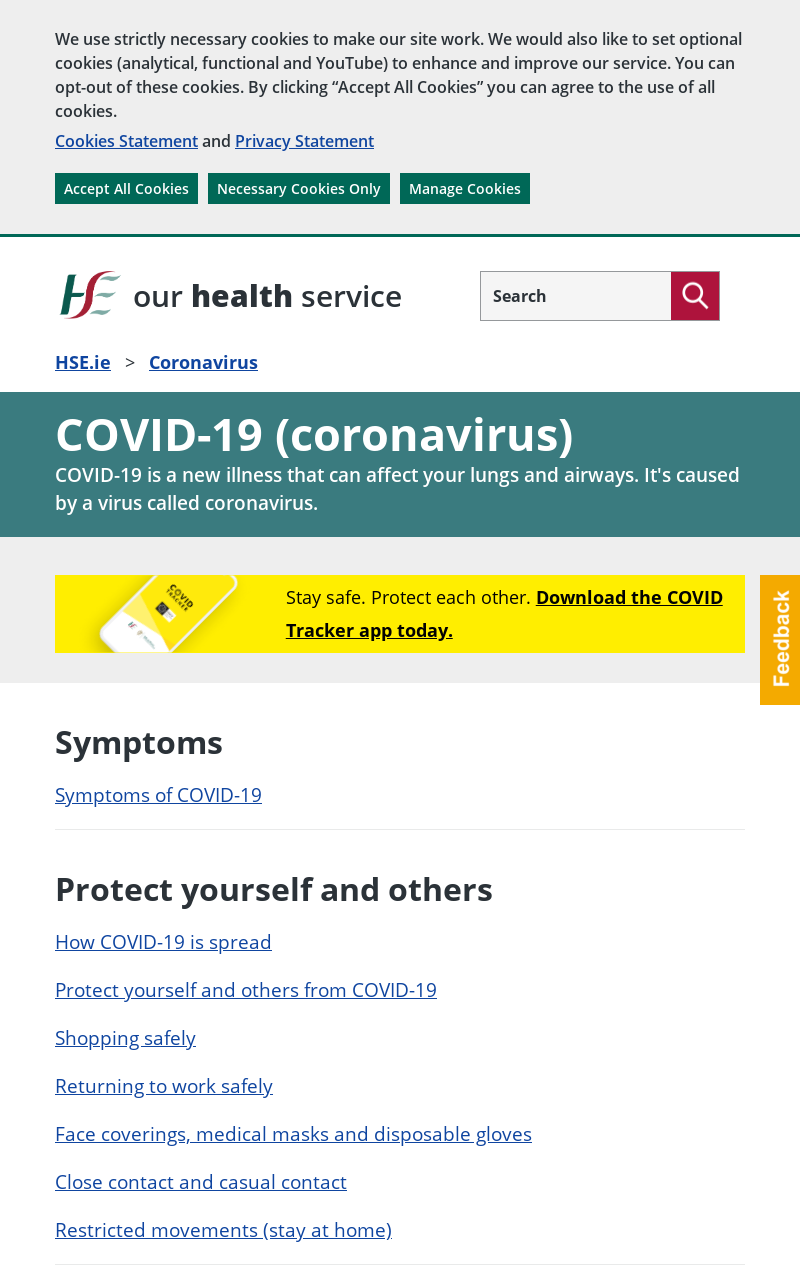 We use strictly necessary cookies to make our site work. We would also like to set optional
cookies (analytical, functional and YouTube) to enhance and improve our service. You can
opt-out of these cookies. By clicking “Accept All Cookies” you can agree to the use of all
cookies.
Cookies Statement and Privacy Statement
Accept All Cookies Necessary Cookies Only Manage Cookies
HSE our health service Search
HSE.ie > Coronavirus
COVID-19 (coronavirus)
COVID-19 is a new illness that can affect your lungs and airways. It's caused
by a virus called coronavirus.
COVID
TRACKER
Stay safe. Protect each other. Download the COVID
Tracker app today.
Feedback
Symptoms
Symptoms of COVID-19
Protect yourself and others
How COVID-19 is spread
Protect yourself and others from COVID-19
Shopping safely
Returning to work safely
Face coverings, medical masks and disposable gloves
Close contact and casual contact
Restricted movements (stay at home)